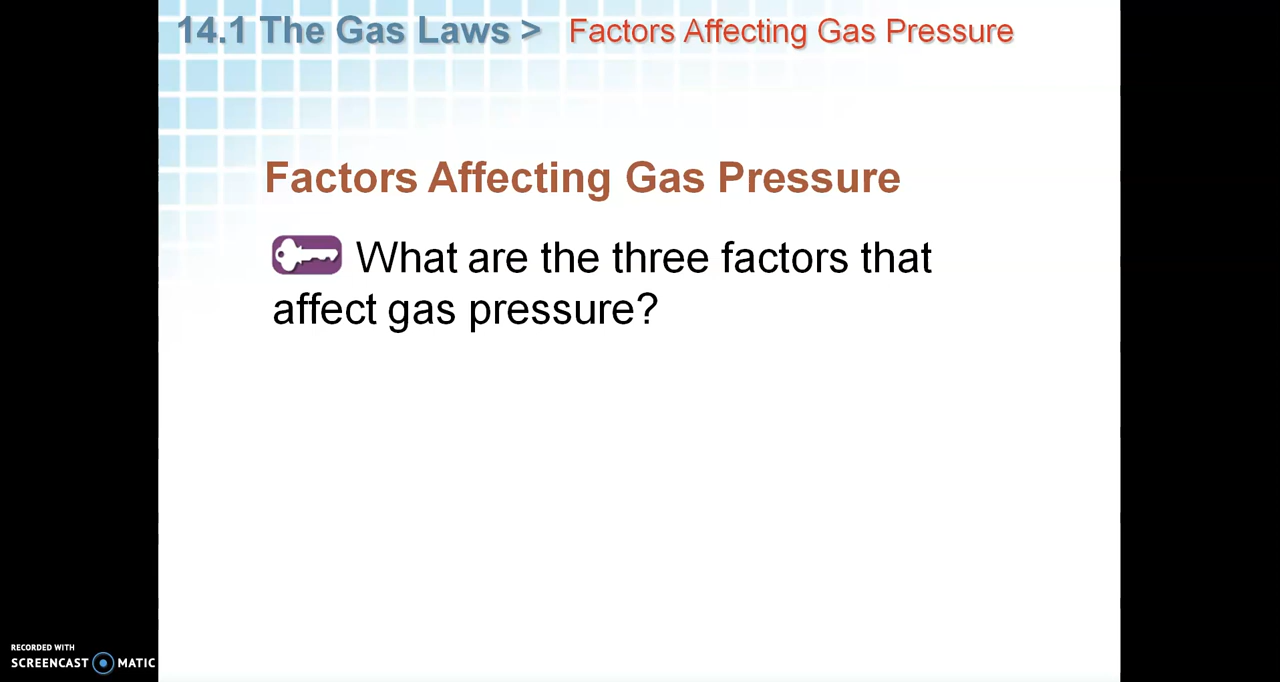 14.1 The Gas Laws > Factors Affecting Gas Pressure
Factors Affecting Gas Pressure
What are the three factors that
affect gas pressure?
RECORDED WITH
SCREENCAST MATIC